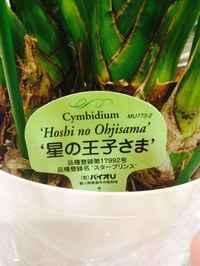 Cymbidium
MU773-2
'Hoshi no Ohjisama'
'星の王子さま'
品種登録第17992号
品種登録名 'スタープリンス'
(有)バイオU